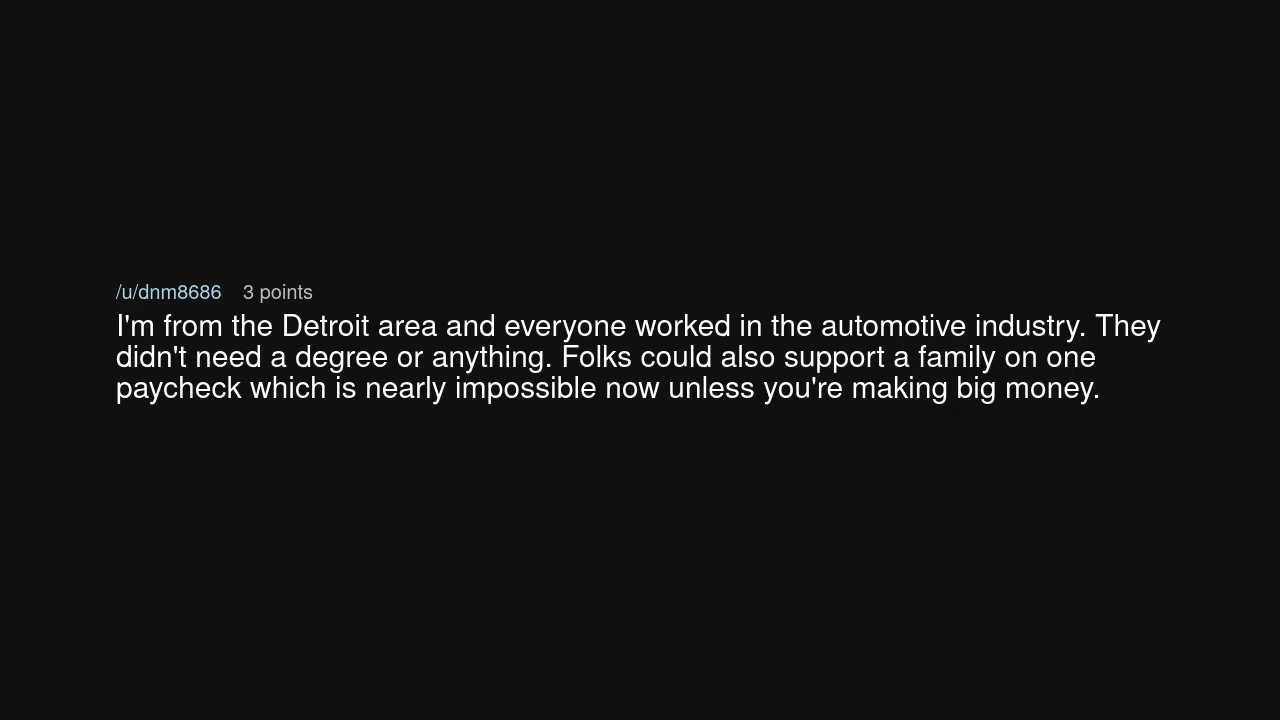 /u/dnm8686 3 points
I'm from the Detroit area and everyone worked in the automotive industry. They
didn't need a degree or anything. Folks could also support a family on one
paycheck which is nearly impossible now unless you're making big money.